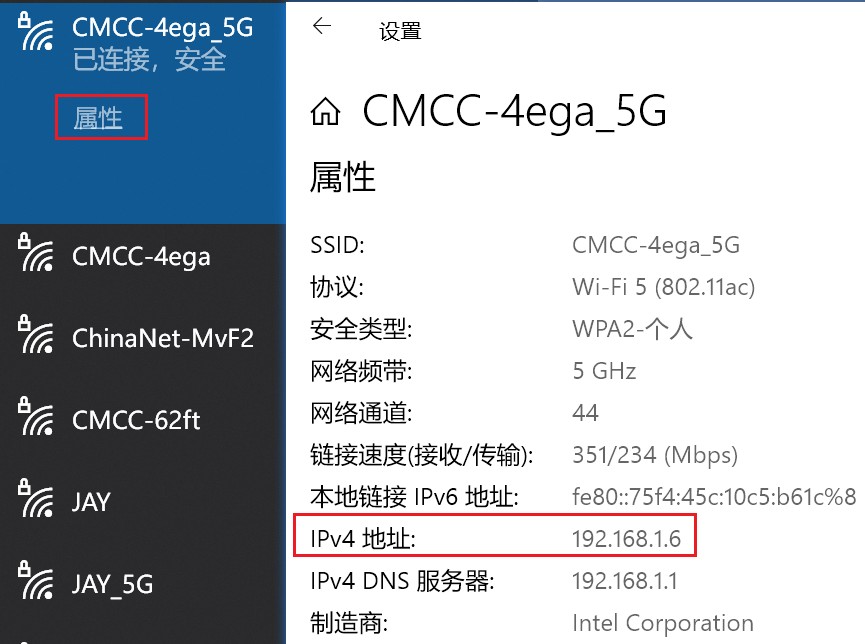 CMCC-4ega_5G
已连接，安全
属性
CMCC-4ega
ChinaNet-MvF2
CMCC-62ft
JAY
JAY_5G
设置
CMCC-4ega_5G
属性
SSID: CMCC-4ega_5G
协议: Wi-Fi 5 (802.11ac)
安全类型: WPA2-个人
网络频带: 5 GHz
网络通道: 44
链接速度(接收/传输): 351/234 (Mbps)
本地链接 IPv6 地址: fe80::75f4:45c:10c5:b61c%8
IPv4 地址: 192.168.1.6
IPv4 DNS 服务器: 192.168.1.1
制造商: Intel Corporation